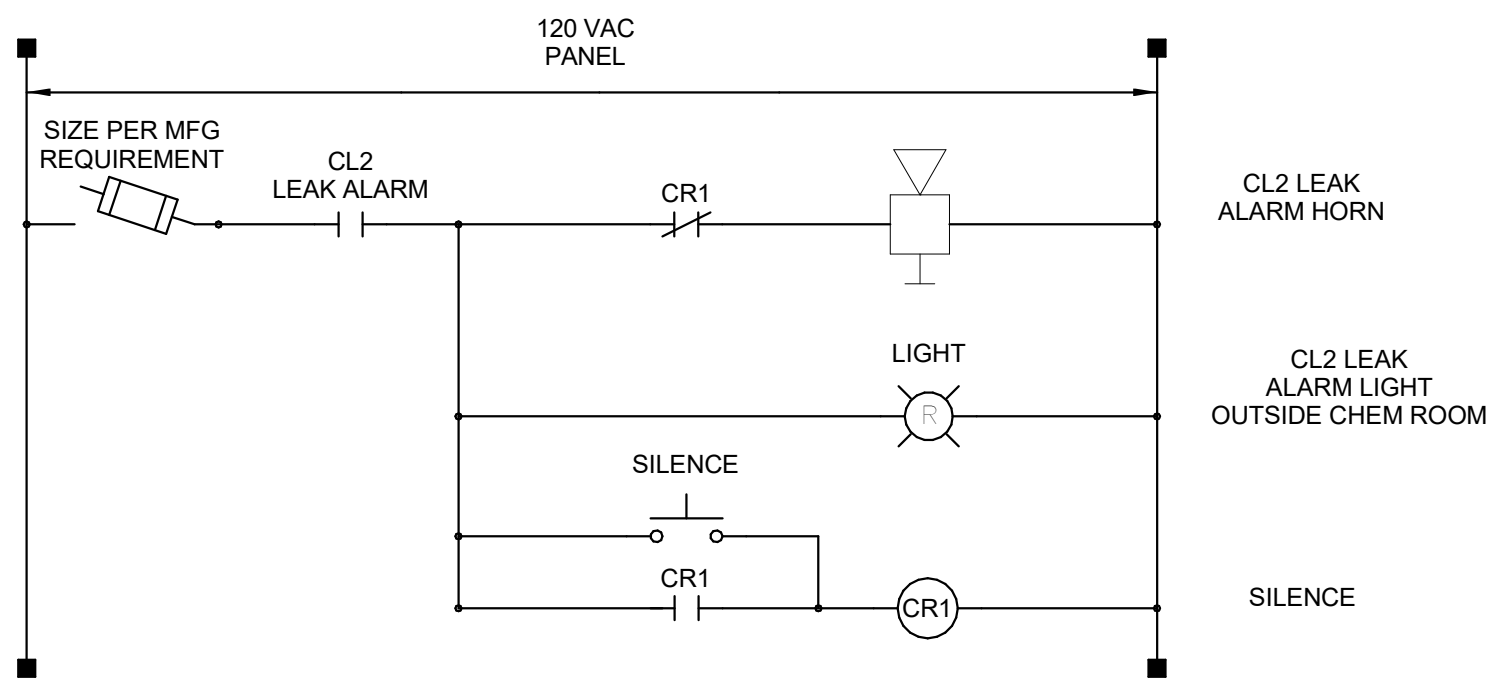 120 VAC
PANEL
SIZE PER MFG
REQUIREMENT
CL2
LEAK ALARM
CR1
CL2 LEAK
ALARM HORN
LIGHT
R
CL2 LEAK
ALARM LIGHT
OUTSIDE CHEM ROOM
SILENCE
CR1
CR1
SILENCE